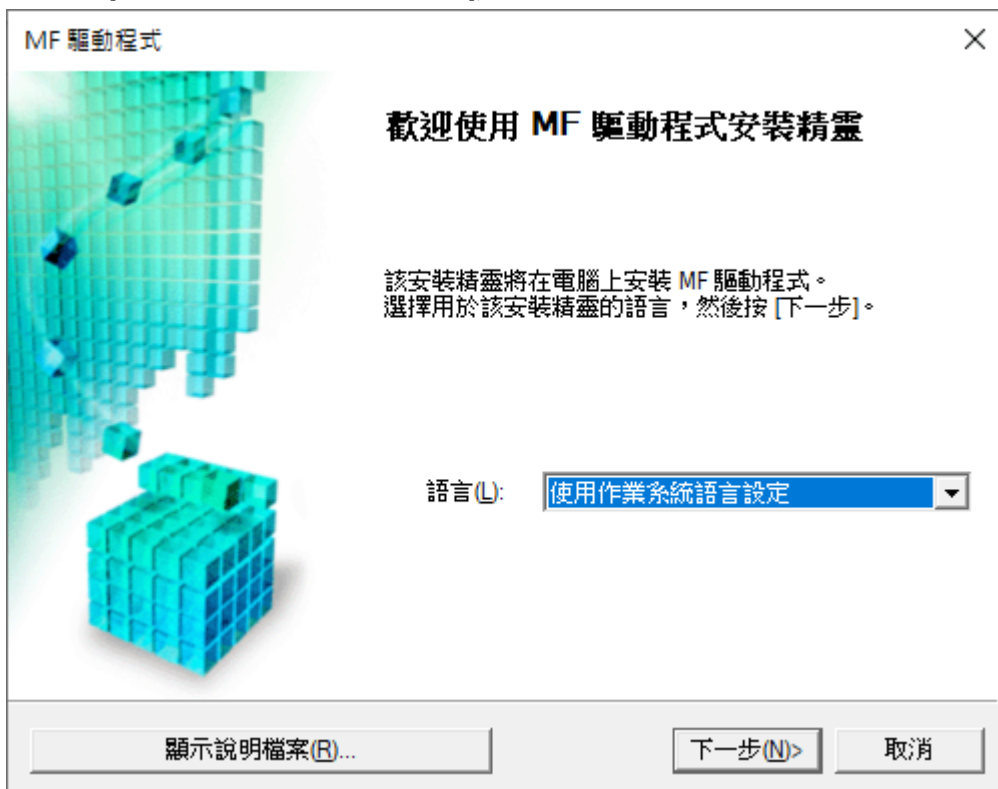 MF 驅動程式
歡迎使用 MF 驅動程式安裝精靈
該安裝精靈將在電腦上安裝 MF 驅動程式。
選擇用於該安裝精靈的語言，然後按 [下一步]。
語言(L): 使用作業系統語言設定
顯示說明檔案(R)... 下一步(N)> 取消